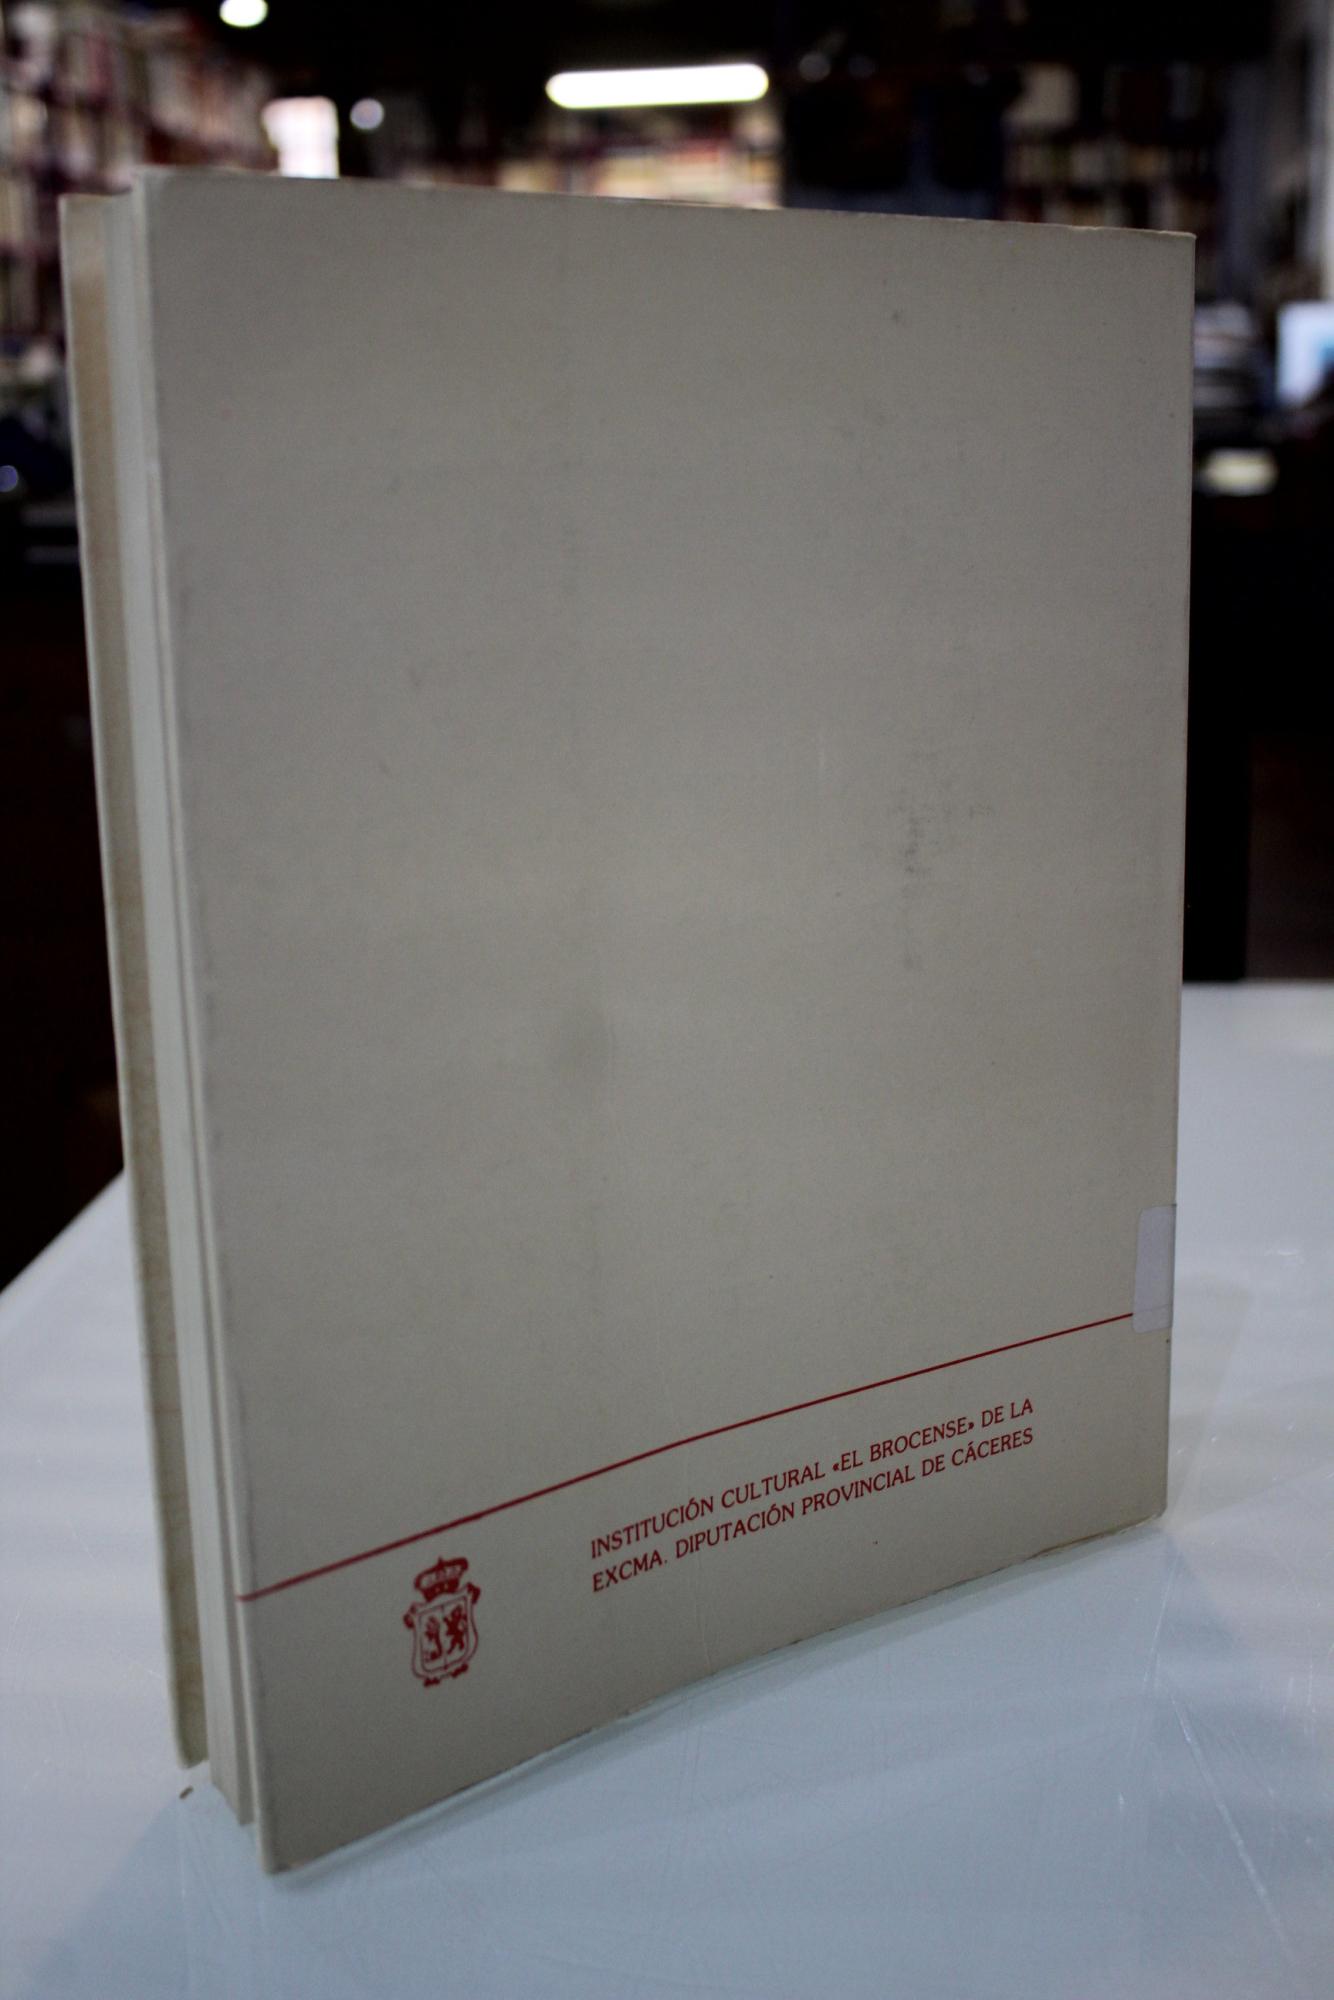 INSTITUCIÓN CULTURAL «EL BROCENSE» DE LA
EXCMA. DIPUTACIÓN PROVINCIAL DE CÁCERES